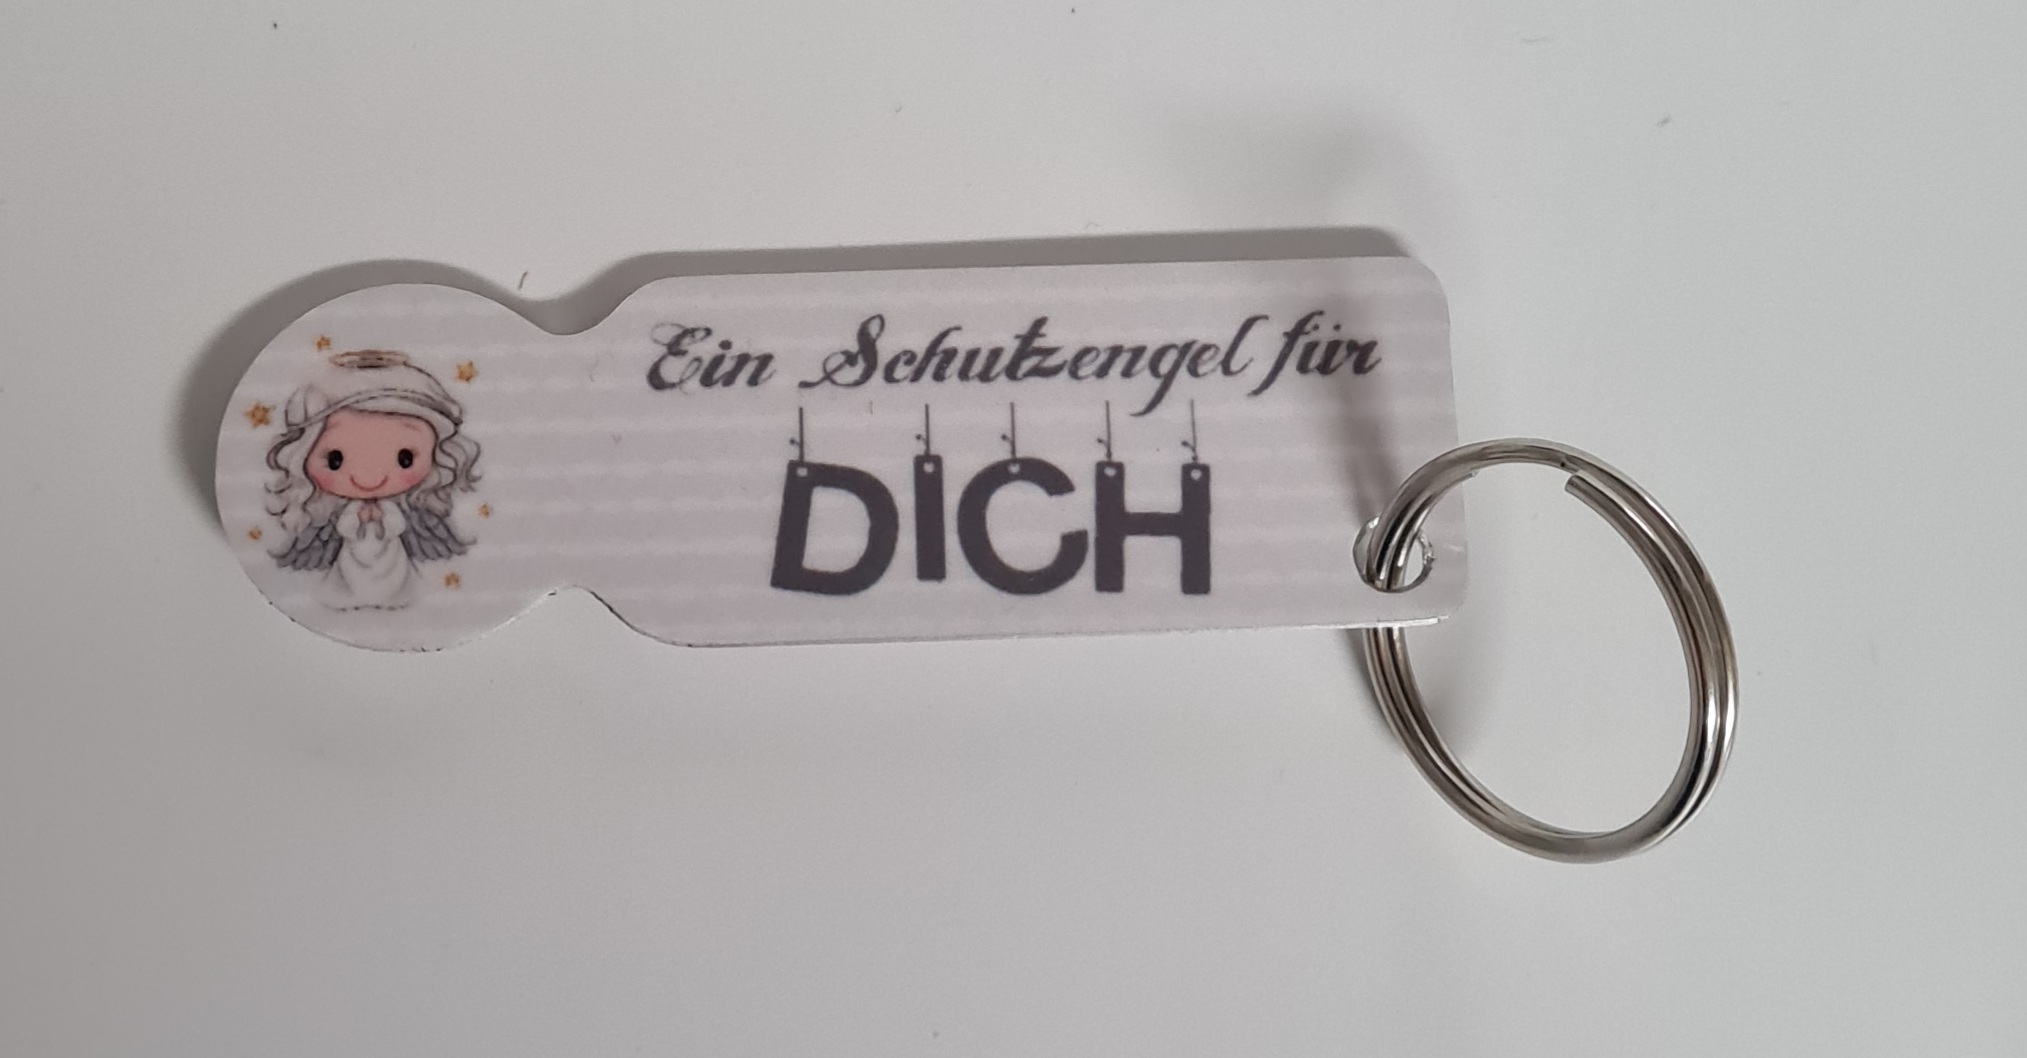 Ein Schutzengel für
DICH